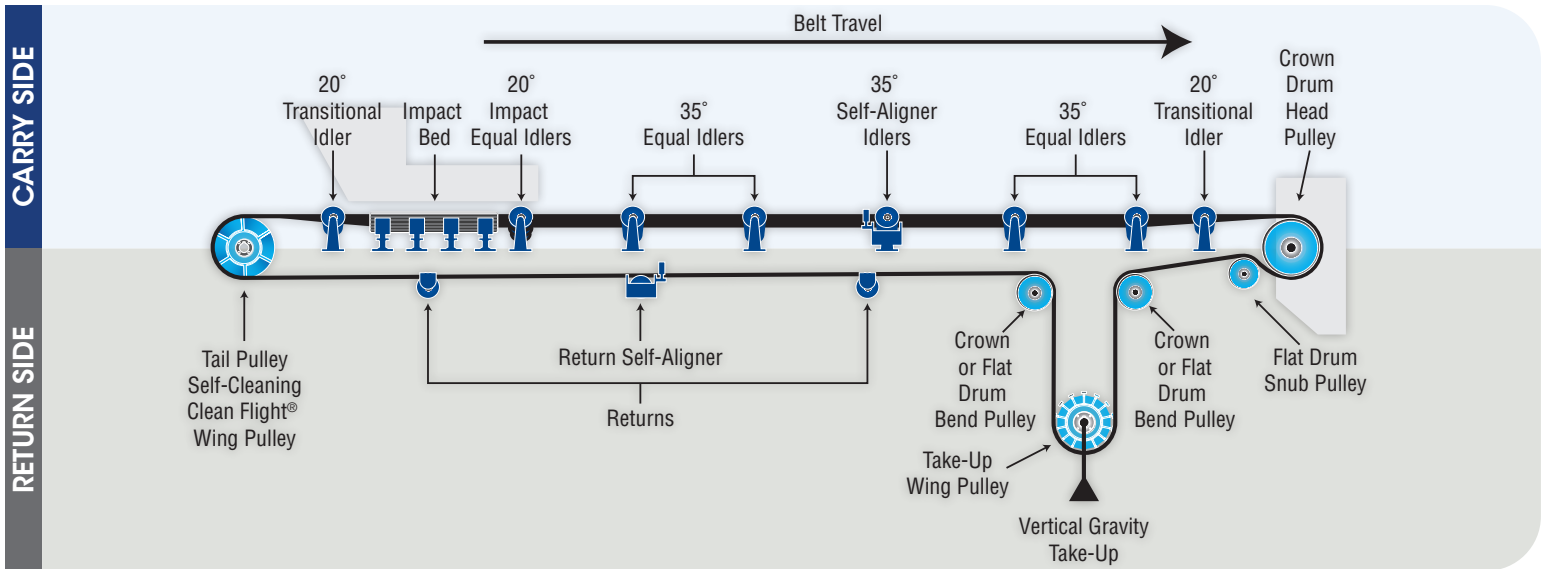 CARRY SIDE
Belt Travel
20°
Transitional
Idler
Impact
Bed
20°
Impact
Equal Idlers
35°
Equal Idlers
35°
Self-Aligner
Idlers
35°
Equal Idlers
20°
Transitional
Idler
Crown
Drum
Head
Pulley
RETURN SIDE
Tail Pulley
Self-Cleaning
Clean Flight®
Wing Pulley
Return Self-Aligner
Returns
Crown
or Flat
Drum
Bend Pulley
Take-Up
Wing Pulley
Vertical Gravity
Take-Up
Crown
or Flat
Drum
Bend Pulley
Flat Drum
Snub Pulley